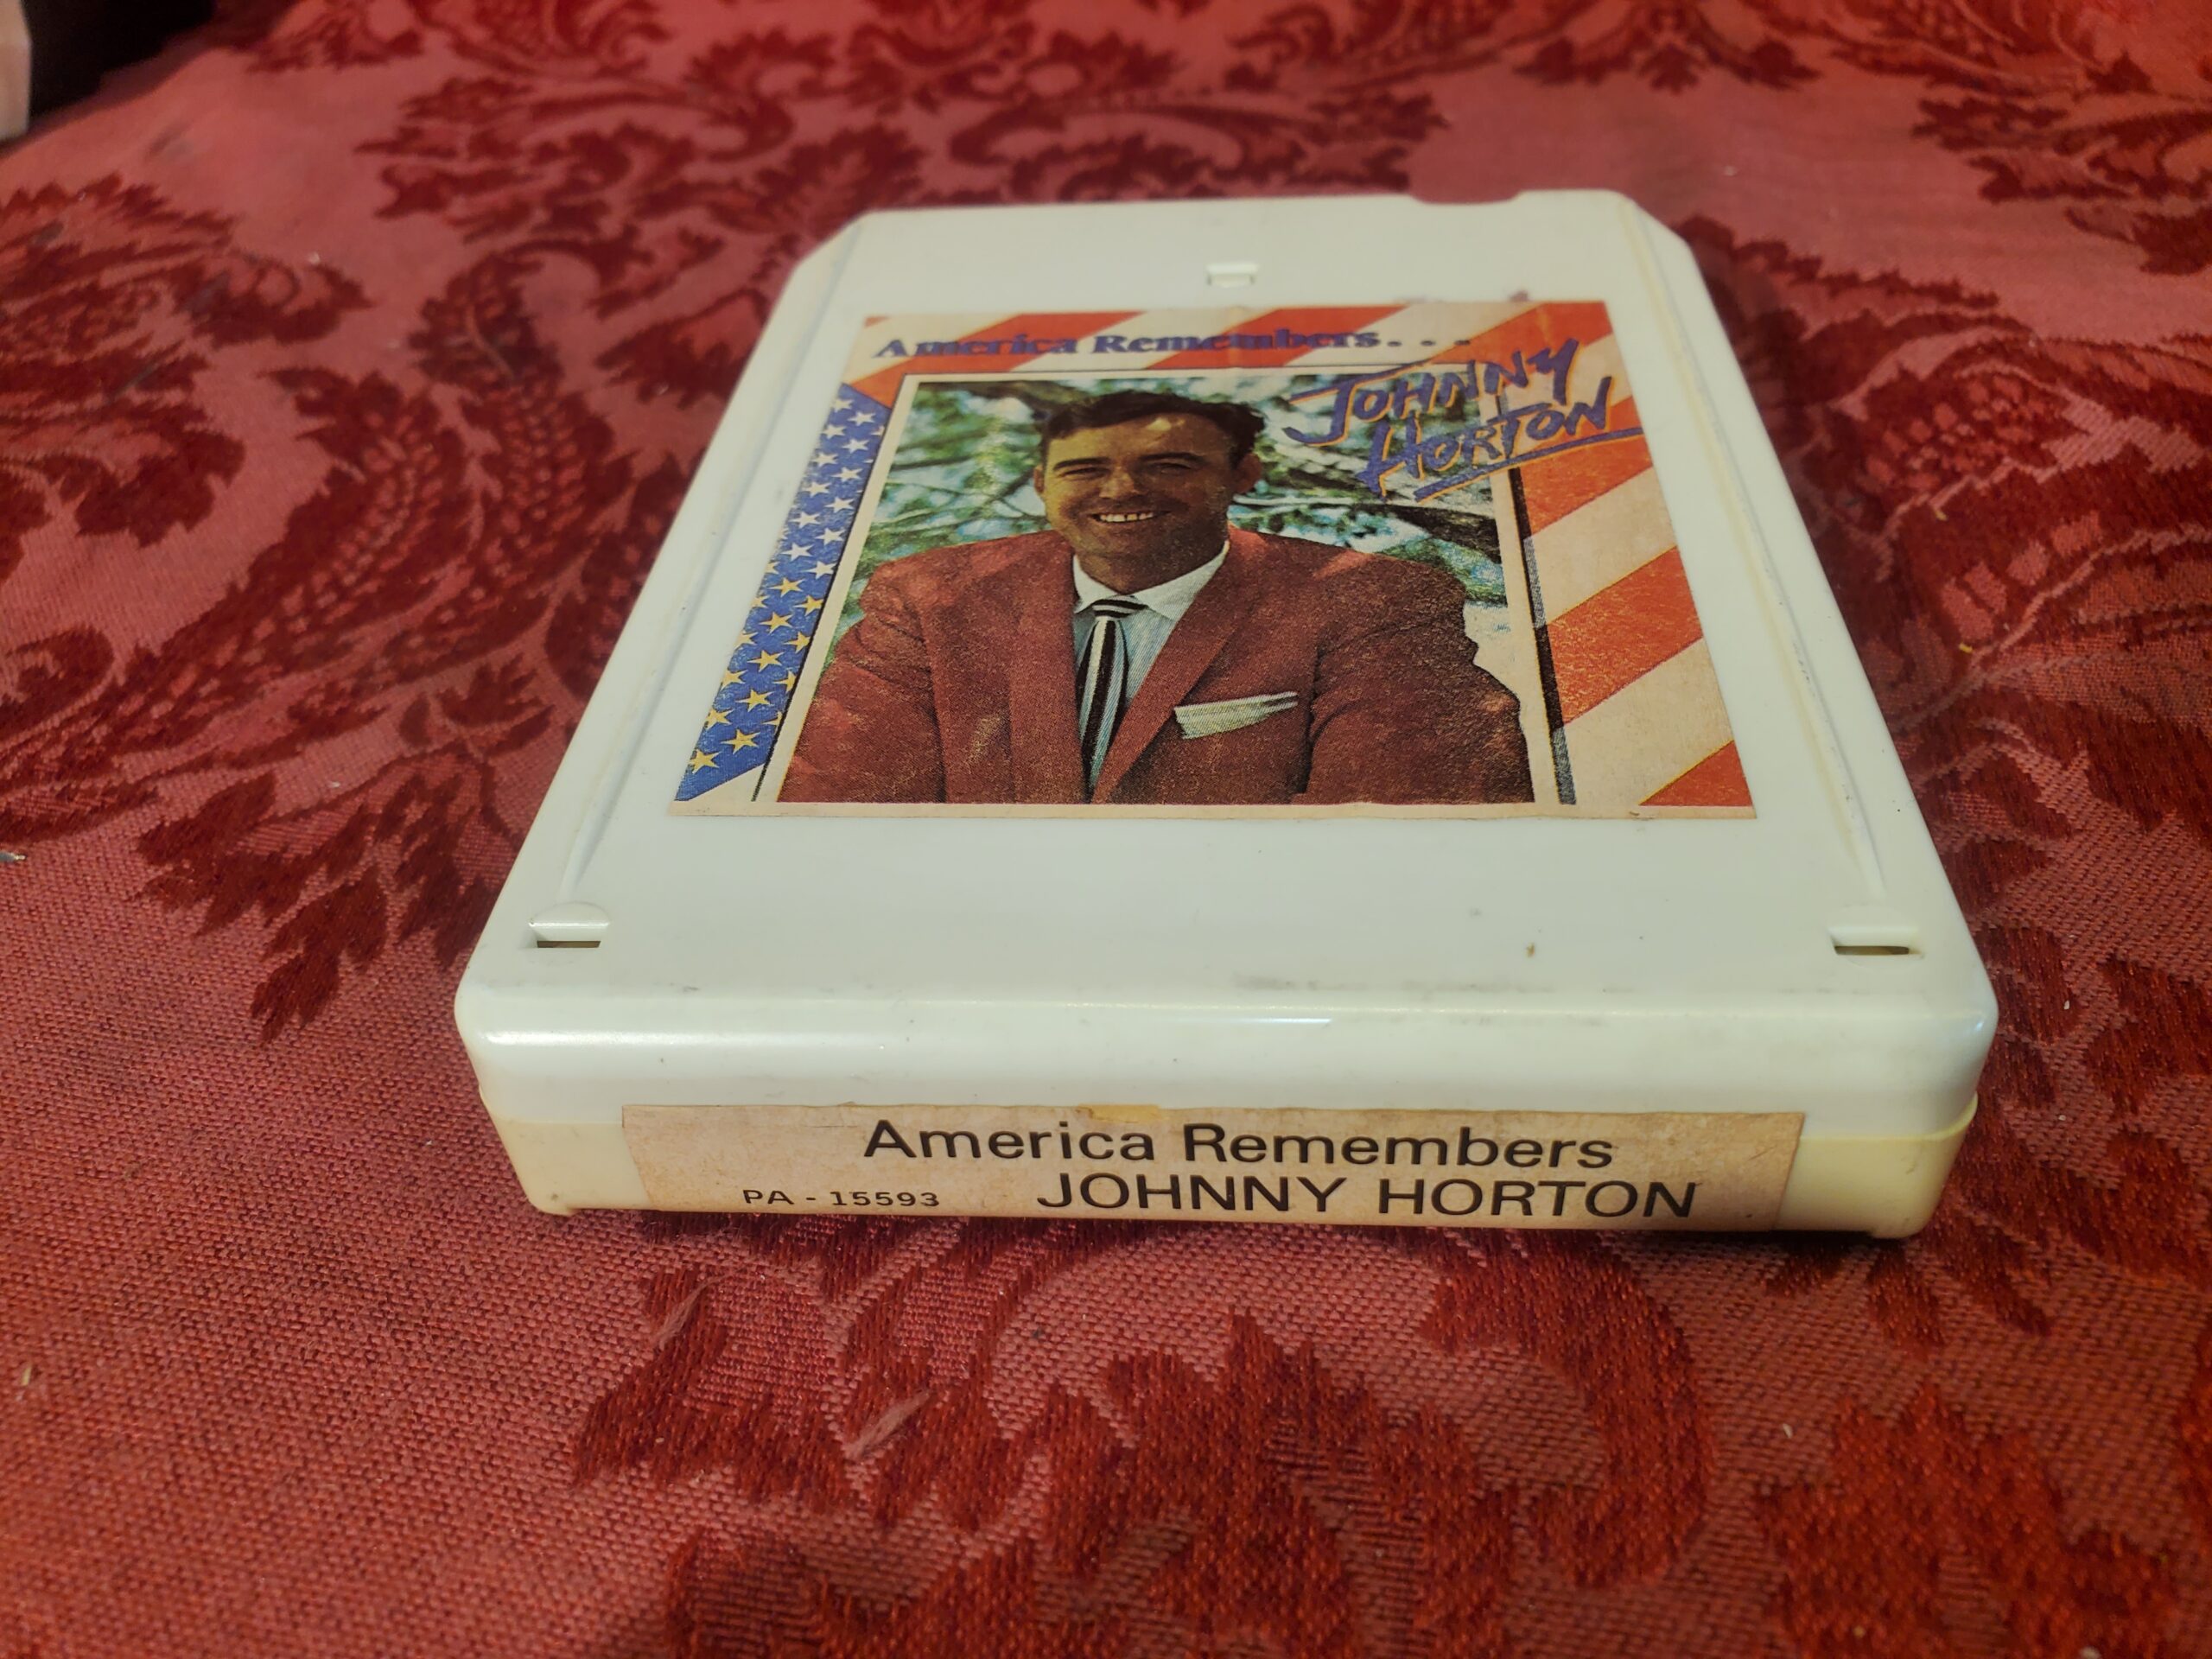 America Remembers. . .
JOHNNY
HORTON
America Remembers
PA - 15593 JOHNNY HORTON